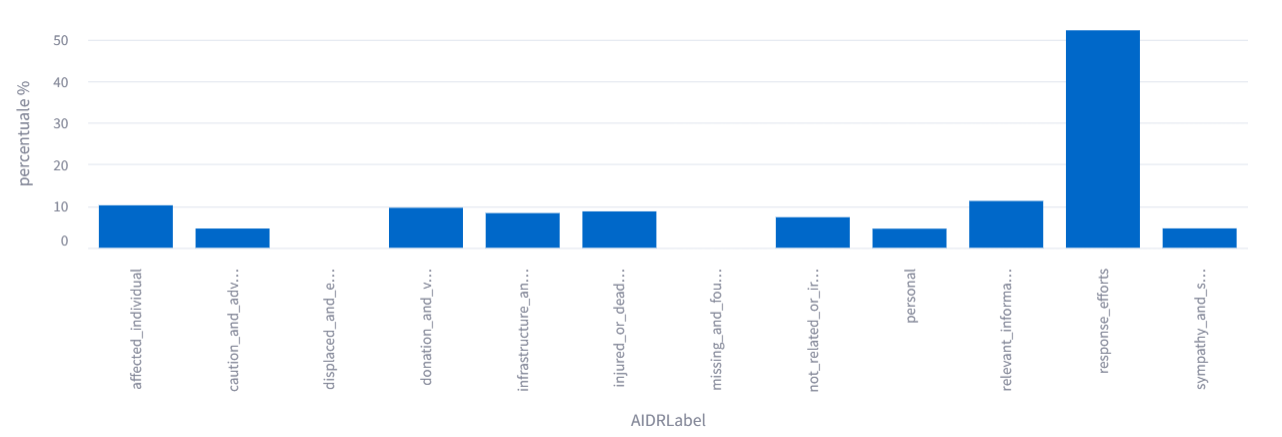 percentuale %
50
40
30
20
10
0
affected_individual
caution_and_adv…
displaced_and_e…
donation_and_v…
infrastructure_an…
injured_or_dead…
missing_and_fou…
not_related_or_ir…
personal
relevant_informa…
response_efforts
sympathy_and_s…
AIDRLabel